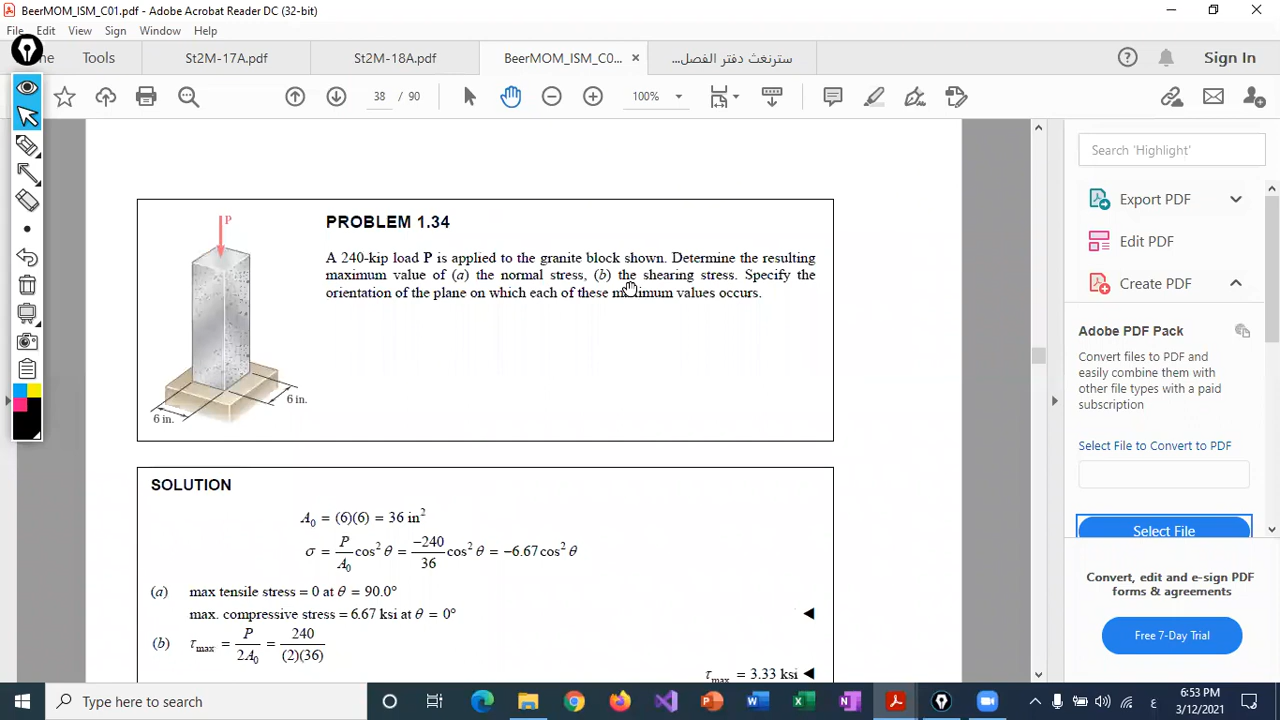 BeerMOM_ISM_C01.pdf - Adobe Acrobat Reader DC (32-bit)
File Edit View Sign Window Help
me Tools St2M-17A.pdf St2M-18A.pdf BeerMOM_ISM_C0... × سترنغث دفتر الفصل... Sign In
38 / 90 100%
Search 'Highlight'
Export PDF
Edit PDF
Create PDF
Adobe PDF Pack
Convert files to PDF and
easily combine them with
other file types with a paid
subscription
Select File to Convert to PDF
Select File
Convert, edit and e-sign PDF
forms & agreements
Free 7-Day Trial
P
6 in.
6 in.
PROBLEM 1.34
A 240-kip load P is applied to the granite block shown. Determine the resulting
maximum value of (a) the normal stress, (b) the shearing stress. Specify the
orientation of the plane on which each of these maximum values occurs.
SOLUTION
A₀ = (6)(6) = 36 in²
σ = P/A₀ cos² θ = −240/36 cos² θ = −6.67 cos² θ
(a) max tensile stress = 0 at θ = 90.0°
max. compressive stress = 6.67 ksi at θ = 0° ◄
(b) τmax = P/2A₀ = 240/(2)(36)
τmax = 3.33 ksi ◄
Type here to search
ع 6:53 PM
3/12/2021